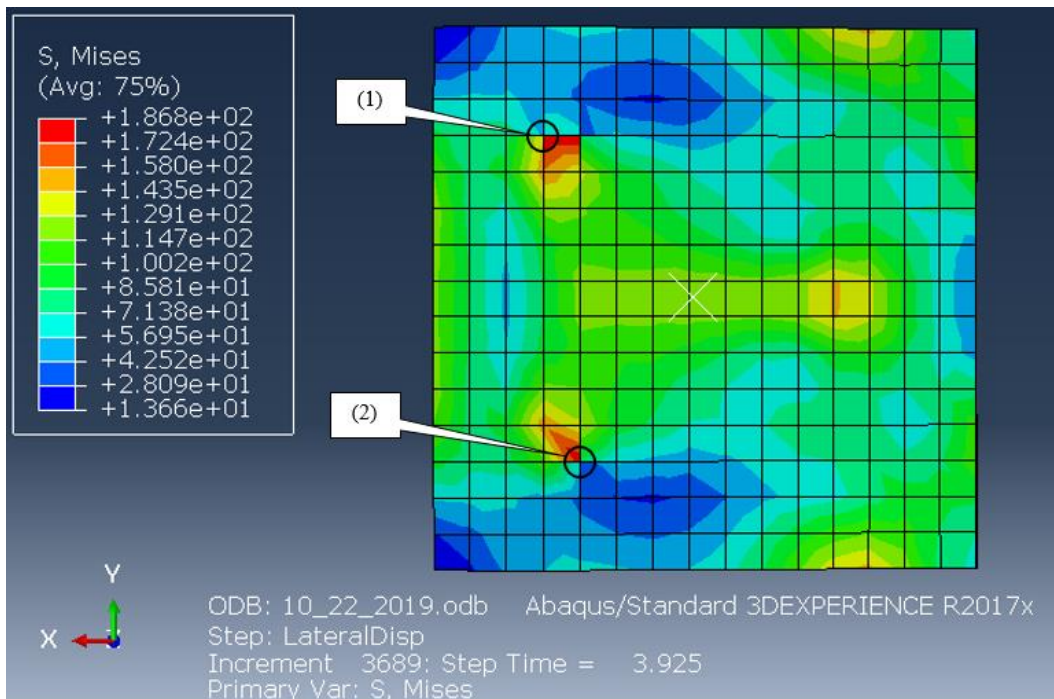 S, Mises
(Avg: 75%)
+1.868e+02
+1.724e+02
+1.580e+02
+1.435e+02
+1.291e+02
+1.147e+02
+1.002e+02
+8.581e+01
+7.138e+01
+5.695e+01
+4.252e+01
+2.809e+01
+1.366e+01
(1)
(2)
Y
X
ODB: 10_22_2019.odb Abaqus/Standard 3DEXPERIENCE R2017x
Step: LateralDisp
Increment 3689: Step Time = 3.925
Primary Var: S, Mises